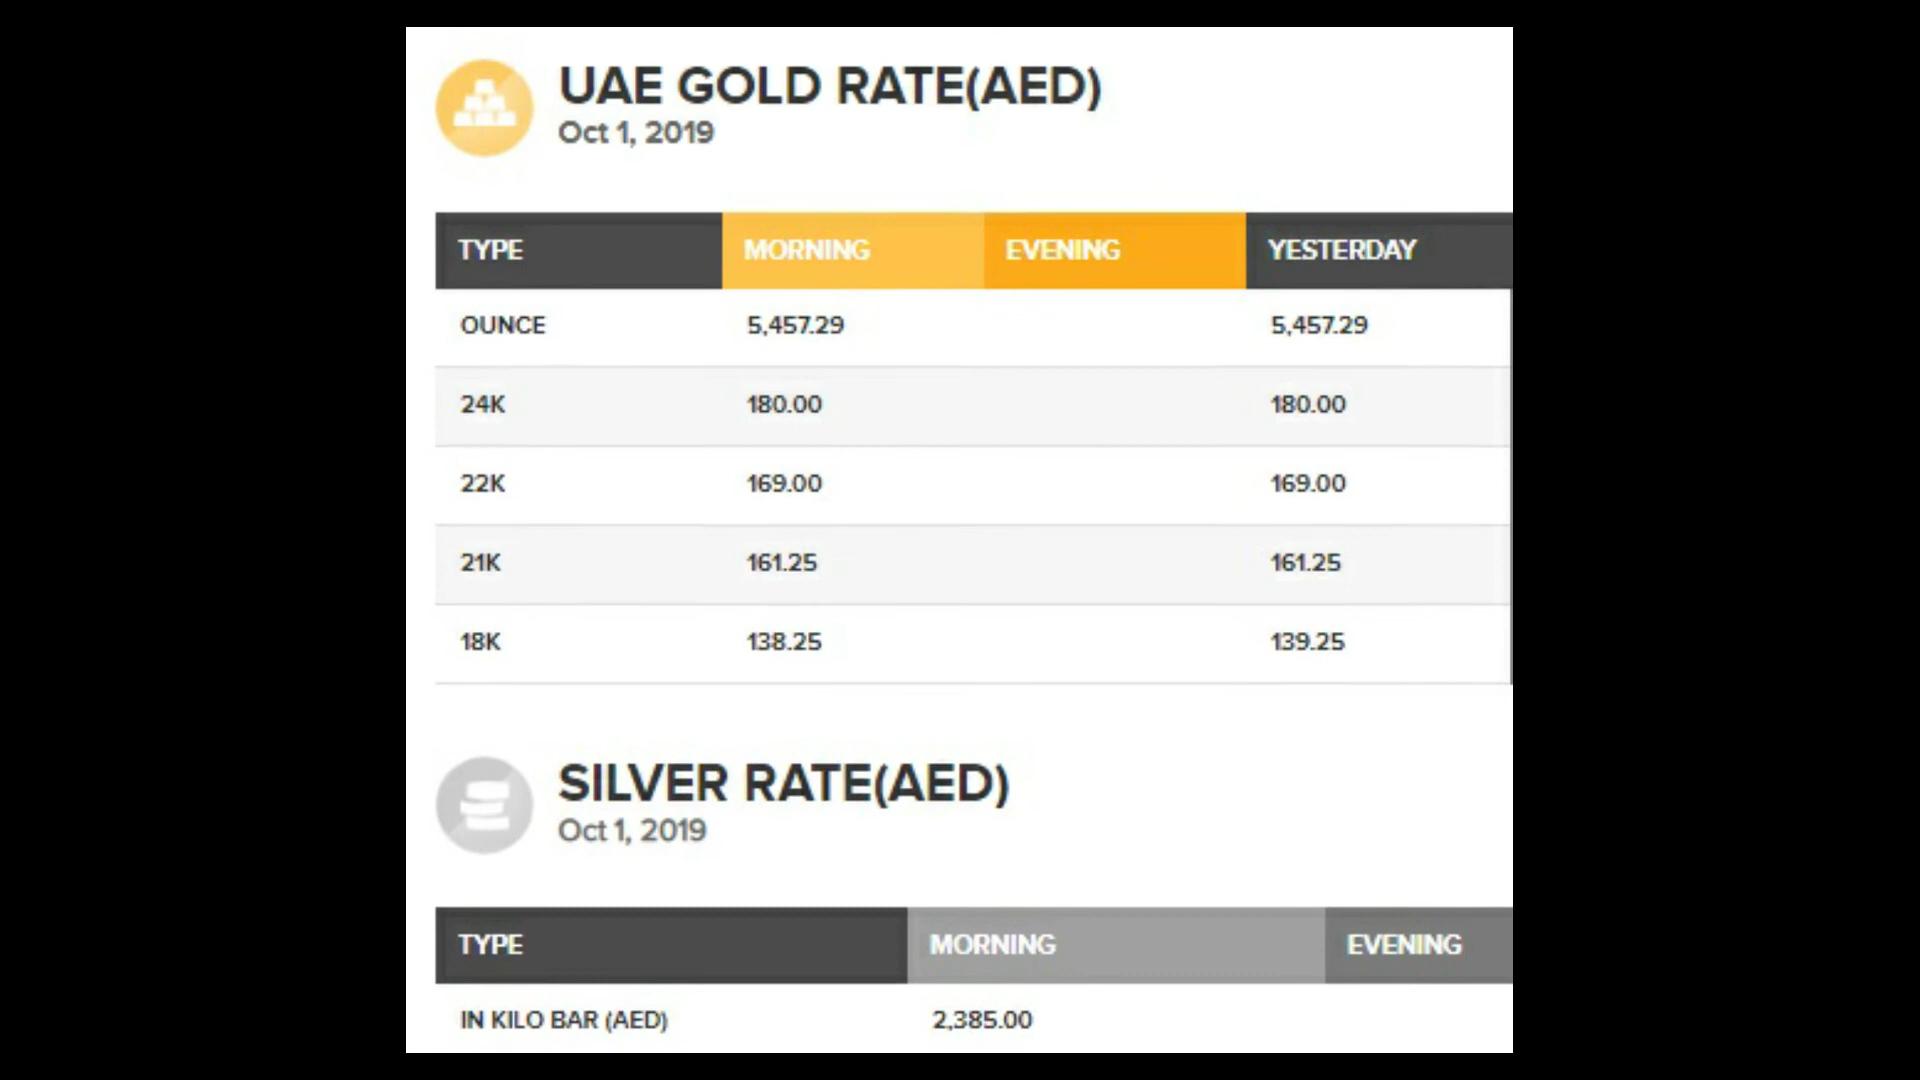 UAE GOLD RATE(AED)
Oct 1, 2019
TYPE MORNING EVENING YESTERDAY
OUNCE 5,457.29 5,457.29
24K 180.00 180.00
22K 169.00 169.00
21K 161.25 161.25
18K 138.25 139.25
SILVER RATE(AED)
Oct 1, 2019
TYPE MORNING EVENING
IN KILO BAR (AED) 2,385.00